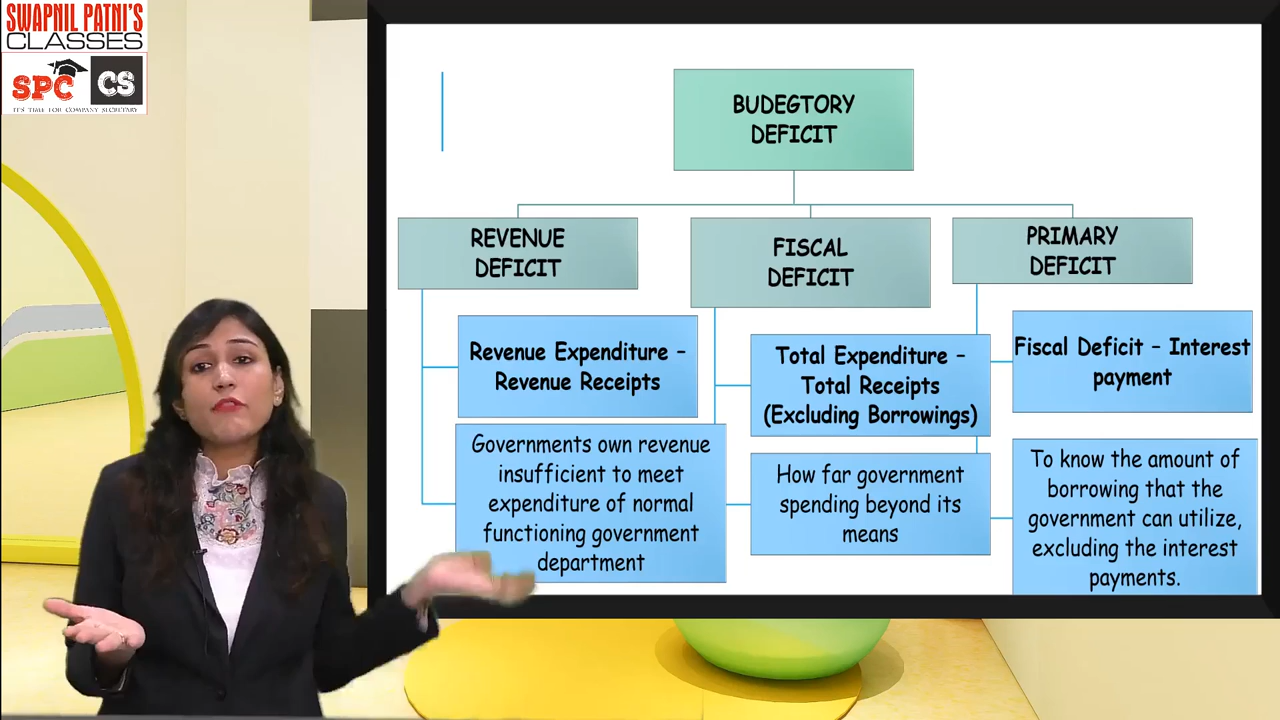 SWAPNIL PATNI'S
CLASSES
SPC CS
IT'S TIME FOR COMPANY SECRETARY
BUDEGTORY
DEFICIT
REVENUE
DEFICIT
FISCAL
DEFICIT
PRIMARY
DEFICIT
Revenue Expenditure –
Revenue Receipts
Governments own revenue
insufficient to meet
expenditure of normal
functioning government
department
Total Expenditure –
Total Receipts
(Excluding Borrowings)
How far government
spending beyond its
means
Fiscal Deficit – Interest
payment
To know the amount of
borrowing that the
government can utilize,
excluding the interest
payments.